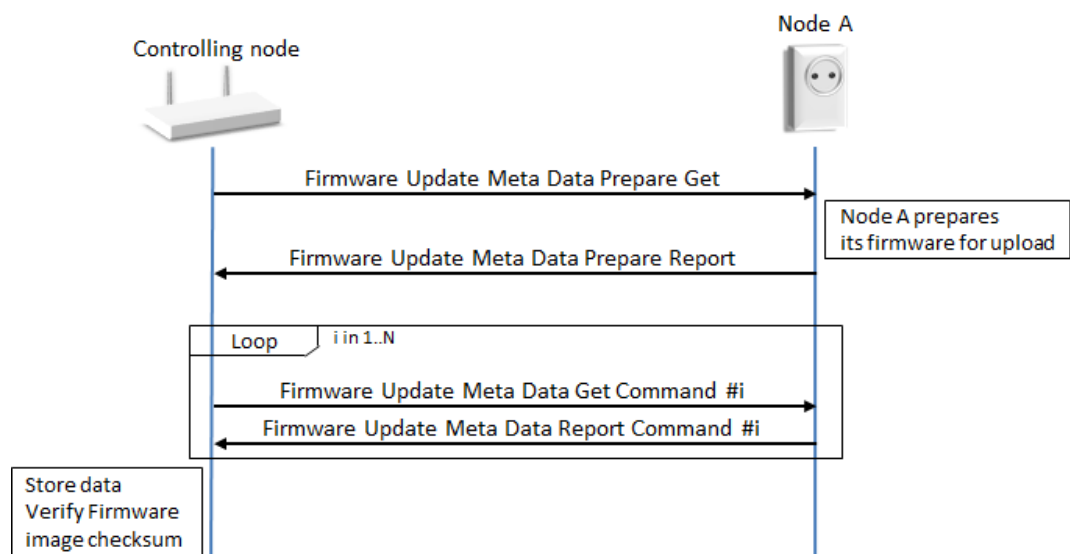 Node A
Controlling node
Firmware Update Meta Data Prepare Get
Node A prepares
its firmware for upload
Firmware Update Meta Data Prepare Report
Loop
i in 1..N
Firmware Update Meta Data Get Command #i
Firmware Update Meta Data Report Command #i
Store data
Verify Firmware
image checksum